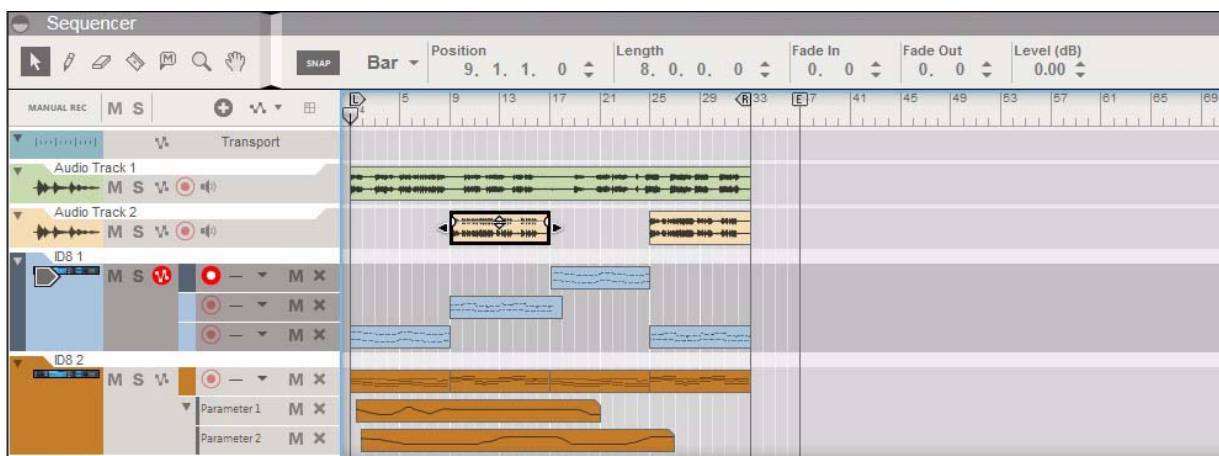 Sequencer
M
SNAP
Bar
Position
9. 1. 1. 0
Length
8. 0. 0. 0
Fade In
0. 0
Fade Out
0. 0
Level (dB)
0.00
MANUAL REC M S
L 5 9 13 17 21 25 29 R 33 E 7 41 45 49 53 57 61 65 69
4
Transport
Audio Track 1
M S
Audio Track 2
M S
ID8 1
M S M
M
M
ID8 2
M S M
Parameter 1 M
Parameter 2 M